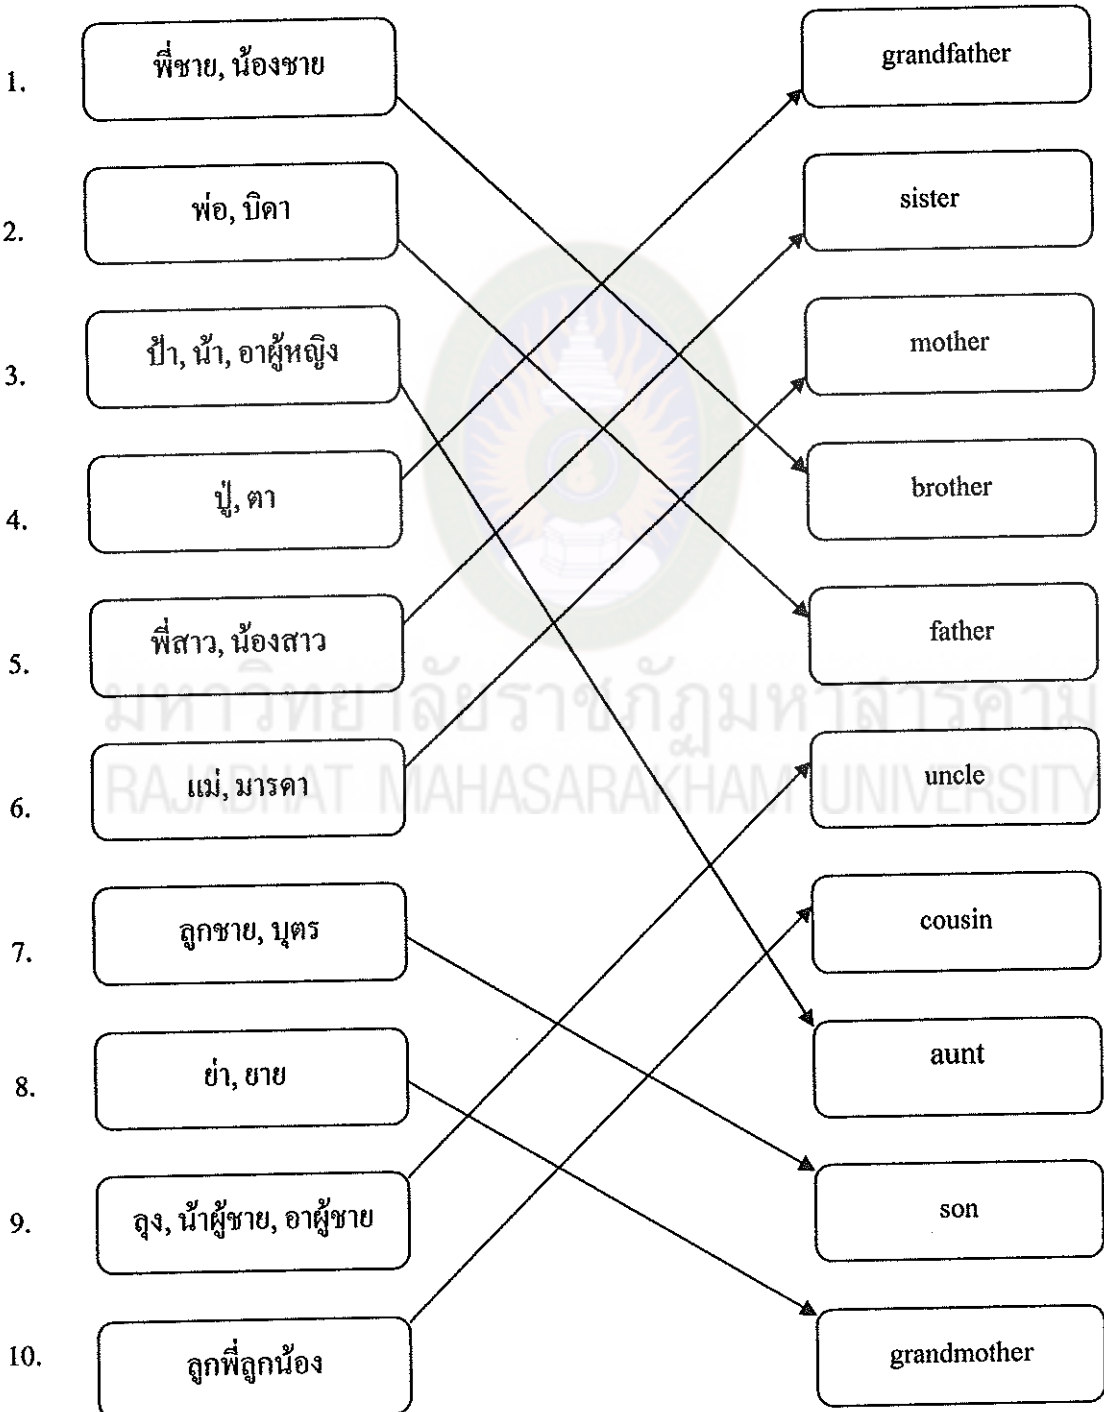 1. พี่ชาย, น้องชาย grandfather
2. พ่อ, บิดา sister
3. ป้า, น้า, อาผู้หญิง mother
4. ปู่, ตา brother
5. พี่สาว, น้องสาว father
มหาวิทยาลัยราชภัฏมหาสารคาม
6. แม่, มารดา uncle
RAJABHAT MAHASARAKHAM UNIVERSITY
7. ลูกชาย, บุตร cousin
8. ย่า, ยาย aunt
9. ลุง, น้าผู้ชาย, อาผู้ชาย son
10. ลูกพี่ลูกน้อง grandmother